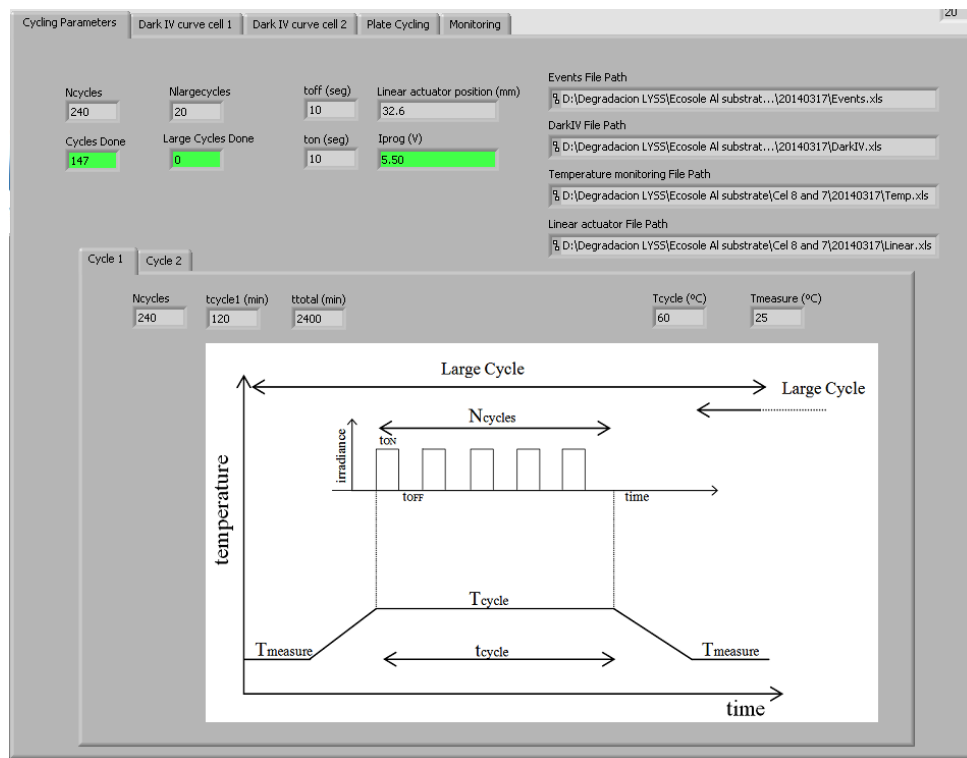 20
Cycling Parameters Dark IV curve cell 1 Dark IV curve cell 2 Plate Cycling Monitoring
Ncycles Nlargecycles toff (seg) Linear actuator position (mm)
240 20 10 32.6
Cycles Done Large Cycles Done ton (seg) Iprog (V)
147 0 10 5.50
Events File Path
D:\Degradacion LYSS\Ecosole Al substrat...\20140317\Events.xls
DarkIV File Path
D:\Degradacion LYSS\Ecosole Al substrat...\20140317\DarkIV.xls
Temperature monitoring File Path
D:\Degradacion LYSS\Ecosole Al substrate\Cel 8 and 7\20140317\Temp.xls
Linear actuator File Path
D:\Degradacion LYSS\Ecosole Al substrate\Cel 8 and 7\20140317\Linear.xls
Cycle 1 Cycle 2
Ncycles tcycle1 (min) ttotal (min) Tcycle (ºC) Tmeasure (ºC)
240 120 2400 60 25
Large Cycle
Large Cycle
Ncycles
irradiance
tON
tOFF time
temperature
Tcycle
Tmeasure tcycle Tmeasure
time